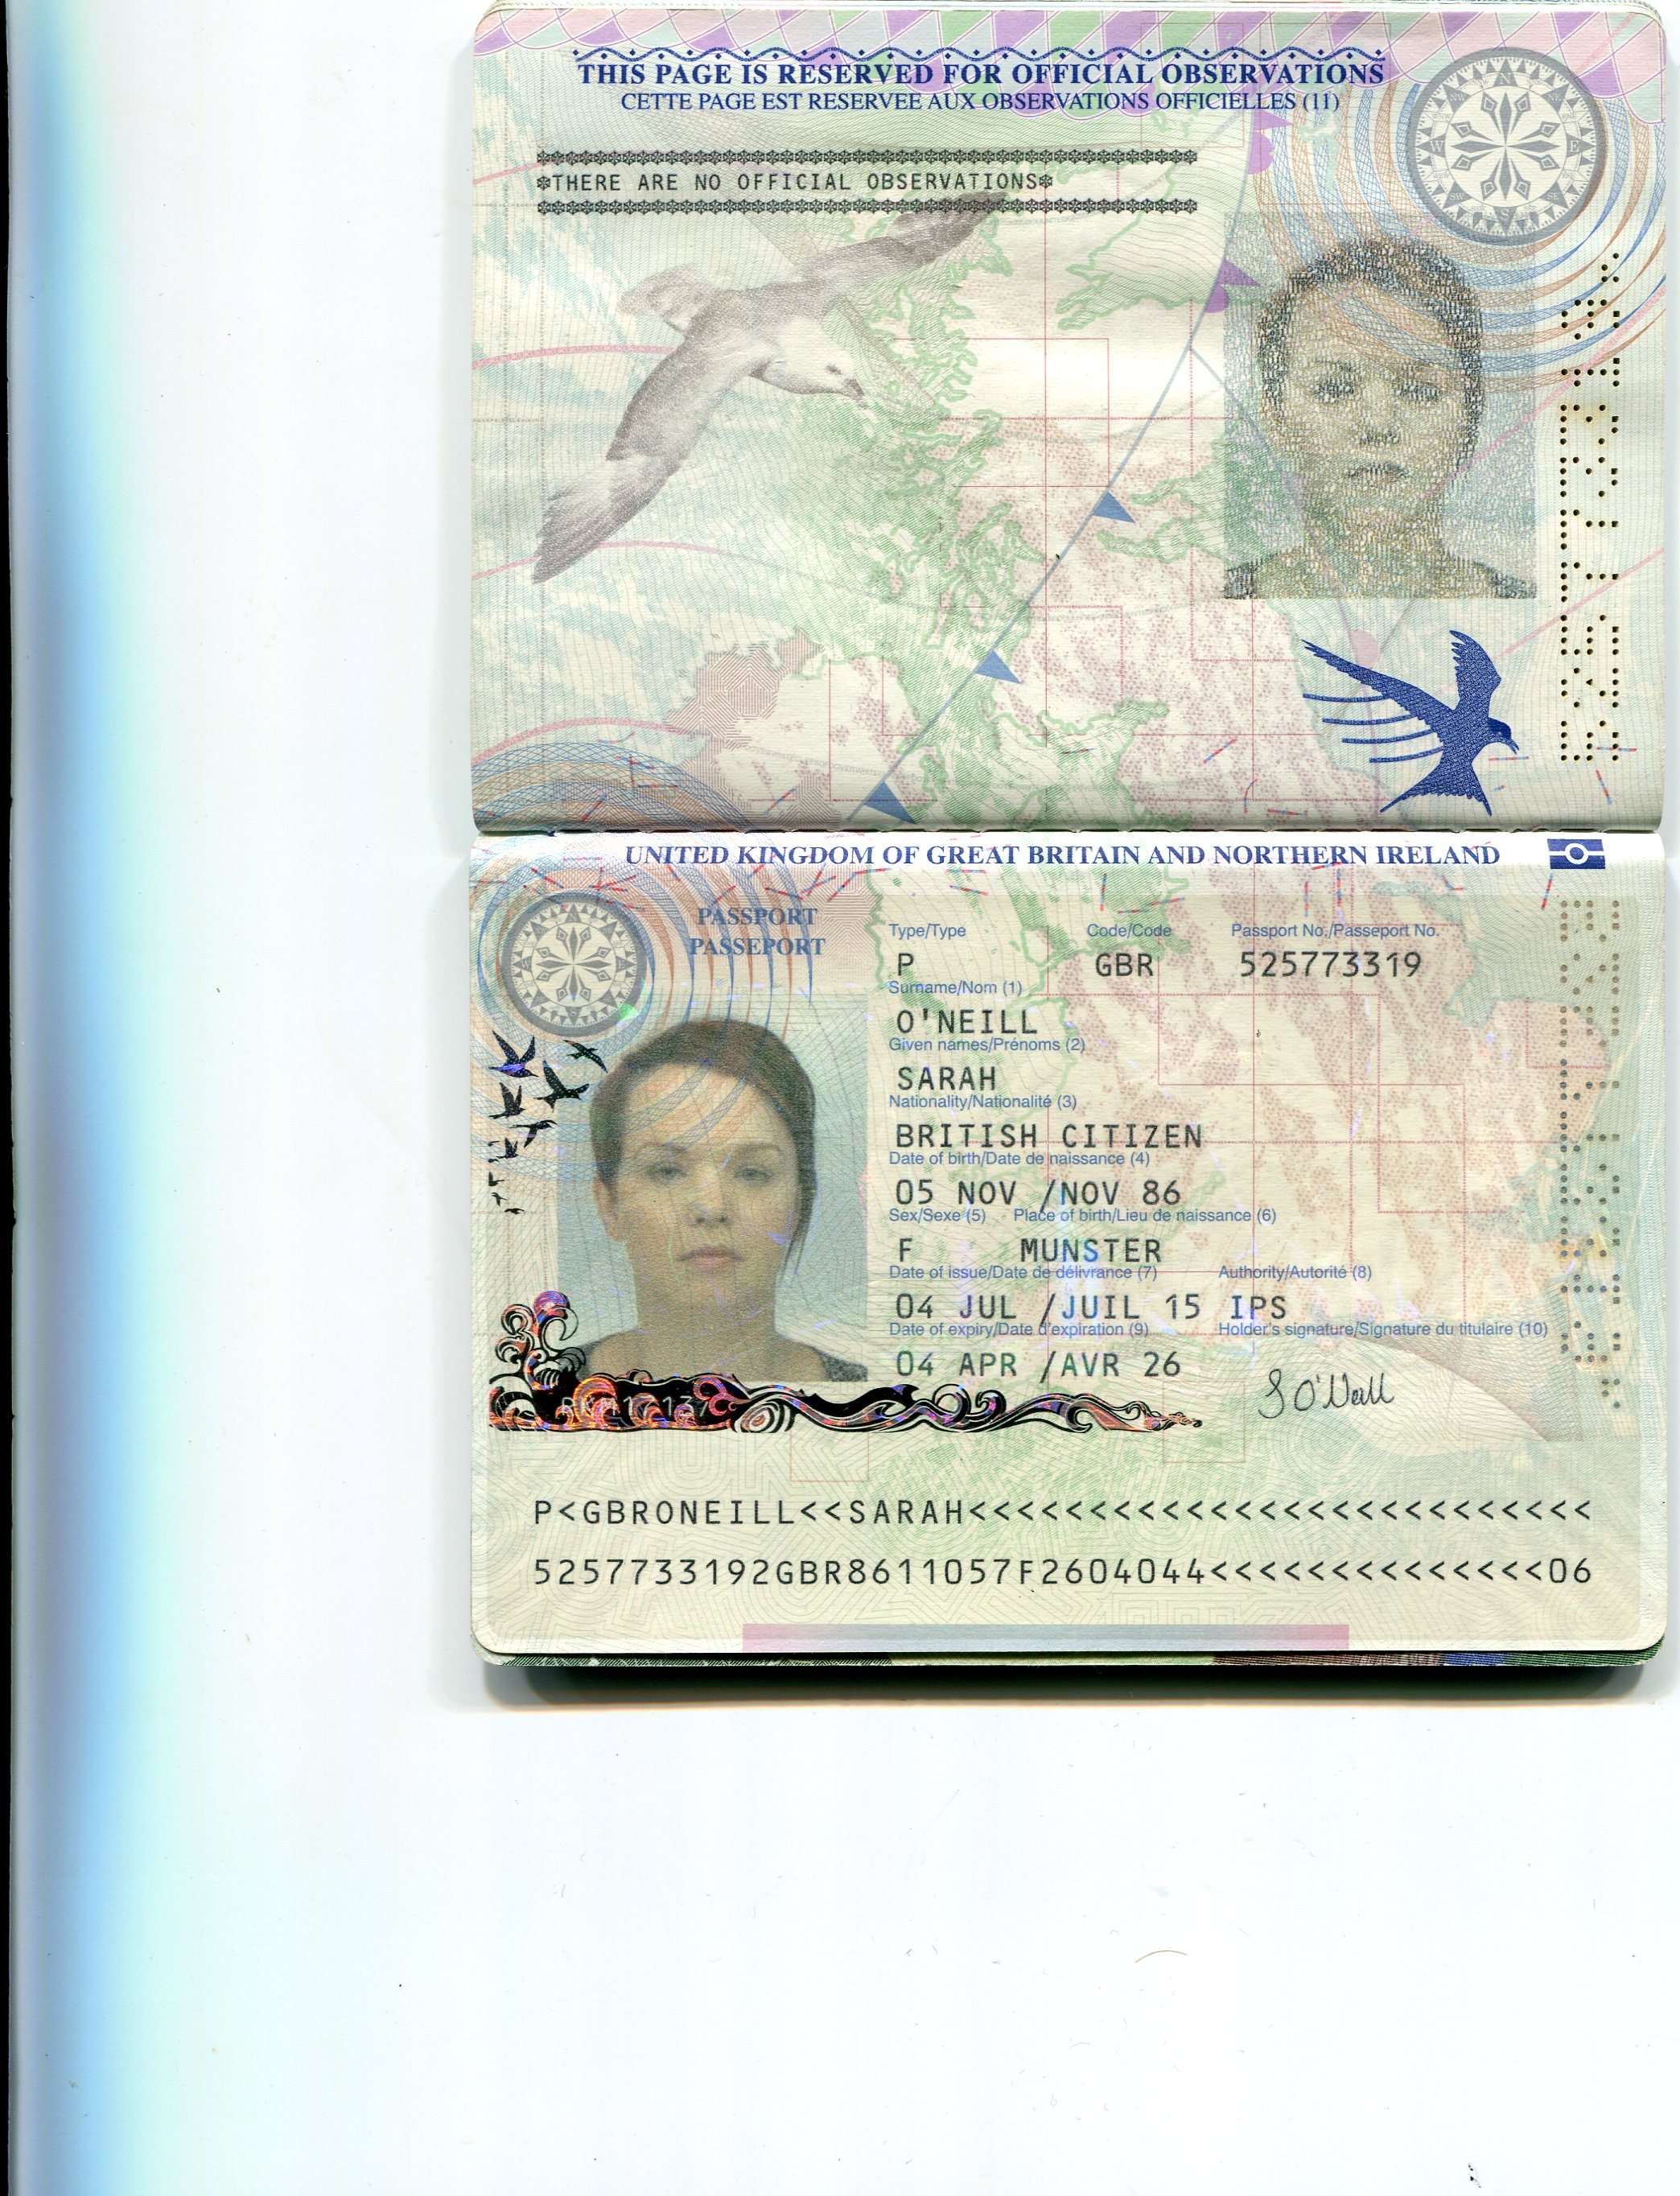 THIS PAGE IS RESERVED FOR OFFICIAL OBSERVATIONS
CETTE PAGE EST RESERVEE AUX OBSERVATIONS OFFICIELLES (11)
*THERE ARE NO OFFICIAL OBSERVATIONS*
UNITED KINGDOM OF GREAT BRITAIN AND NORTHERN IRELAND
PASSPORT
PASSEPORT
Type/Type Code/Code Passport No./Passeport No.
P GBR 525773319
Surname/Nom (1)
O'NEILL
Given names/Prénoms (2)
SARAH
Nationality/Nationalité (3)
BRITISH CITIZEN
Date of birth/Date de naissance (4)
05 NOV /NOV 86
Sex/Sexe (5) Place of birth/Lieu de naissance (6)
F MUNSTER
Date of issue/Date de délivrance (7) Authority/Autorité (8)
04 JUL /JUIL 15 IPS
Date of expiry/Date d'expiration (9) Holder's signature/Signature du titulaire (10)
04 APR /AVR 26
S O'Neill
P<GBRONEILL<<SARAH<<<<<<<<<<<<<<<<<<<<<<<<<<
5257733192GBR8611057F2604044<<<<<<<<<<<<<<06